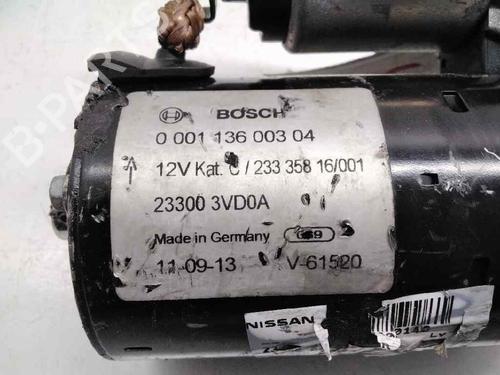 B-PARTS
BOSCH
0 001 136 003 04
12V Kat. C / 233 358 16/001
23300 3VD0A
Made in Germany
11-09-13 V-61520
NISSAN